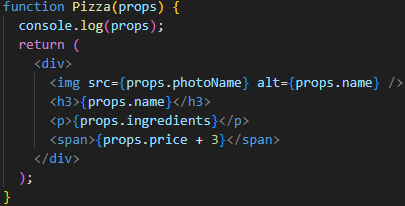 function Pizza(props) {
  console.log(props);
  return (
    <div>
      <img src={props.photoName} alt={props.name} />
      <h3>{props.name}</h3>
      <p>{props.ingredients}</p>
      <span>{props.price + 3}</span>
    </div>
  );
}